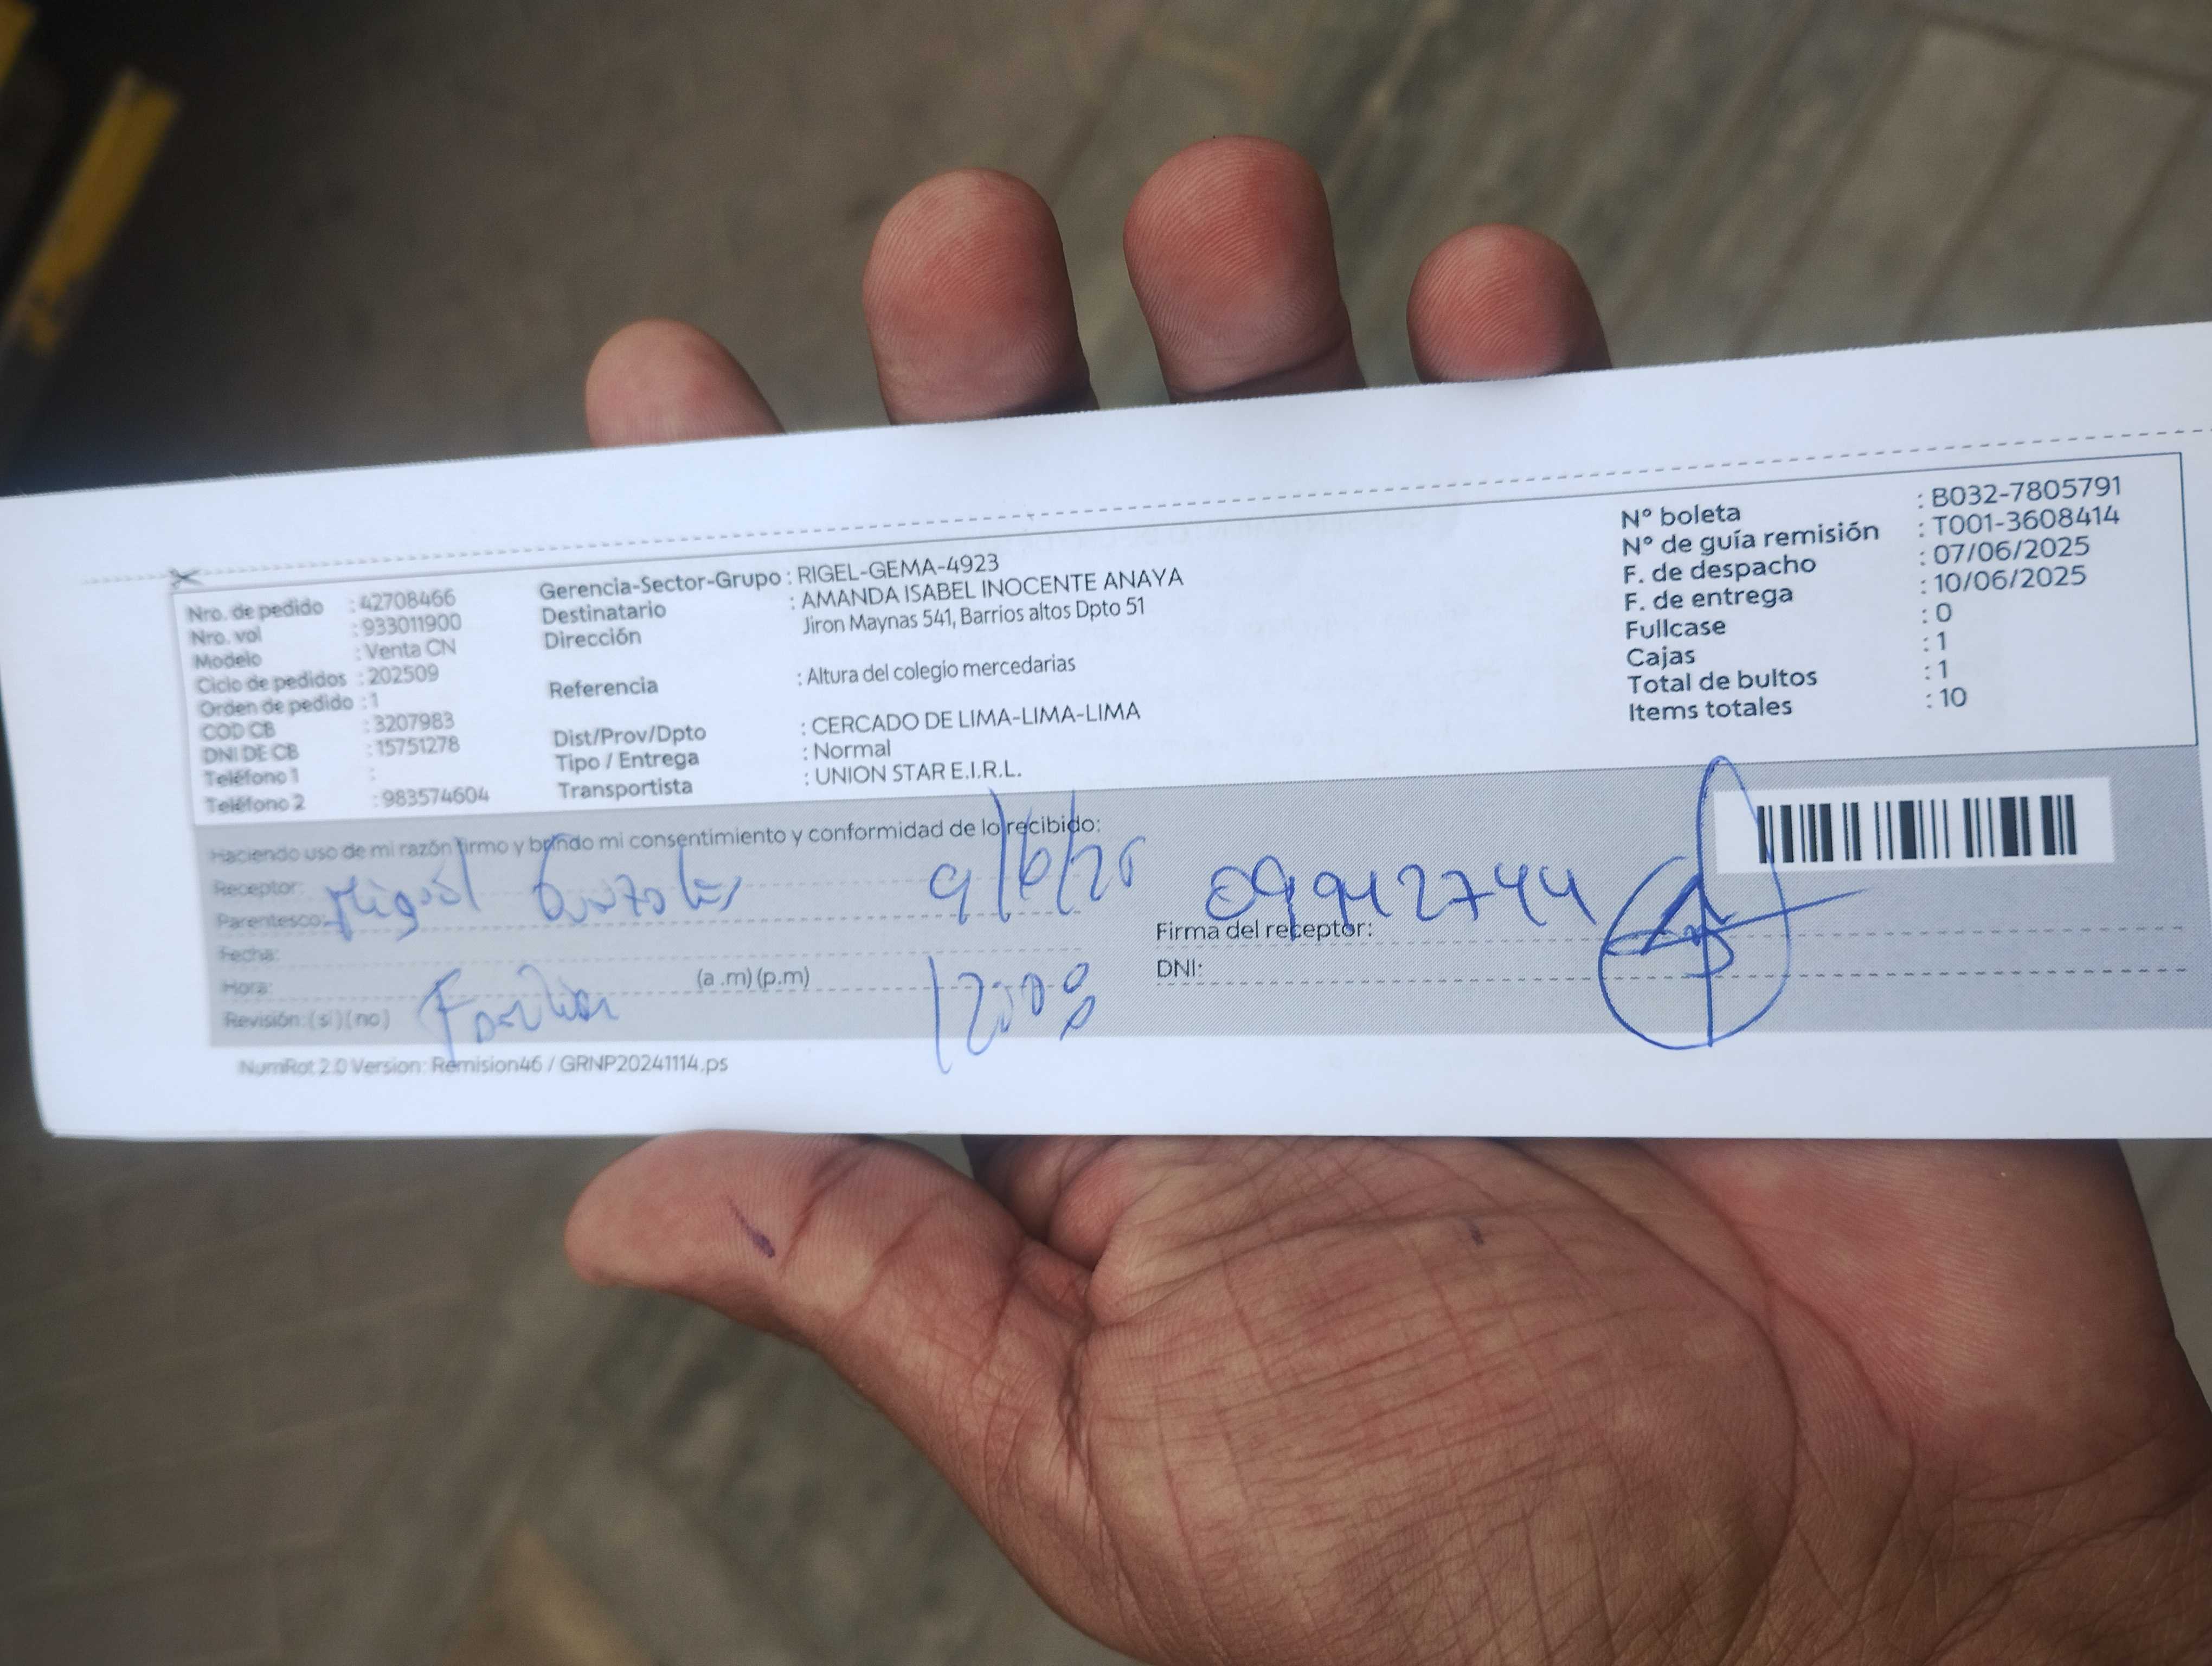 Nro. de pedido : 42708466
Nro. vol : 933011900
Modelo : Venta CN
Ciclo de pedidos : 202509
Orden de pedido : 1
COD CB : 3207983
DNI DE CB : 15751278
Teléfono 1 :
Teléfono 2 : 983574604
Gerencia-Sector-Grupo : RIGEL-GEMA-4923
Destinatario : AMANDA ISABEL INOCENTE ANAYA
Dirección Jiron Maynas 541, Barrios altos Dpto 51
Referencia : Altura del colegio mercedarias
Dist/Prov/Dpto : CERCADO DE LIMA-LIMA-LIMA
Tipo / Entrega : Normal
Transportista : UNION STAR E.I.R.L.
N° boleta : B032-7805791
N° de guía remisión : T001-3608414
F. de despacho : 07/06/2025
F. de entrega : 10/06/2025
Fullcase : 0
Cajas : 1
Total de bultos : 1
Items totales : 10
Haciendo uso de mi razón firmo y brindo mi consentimiento y conformidad de lo recibido:
Receptor: Miguel
Parentesco:
Fecha:
Hora: (a.m) (p.m)
Revisión: (si) (no)
9/6/25
09942744
Firma del receptor:
DNI:
NumRot 2.0 Version: Remision46 / GRNP20241114.ps